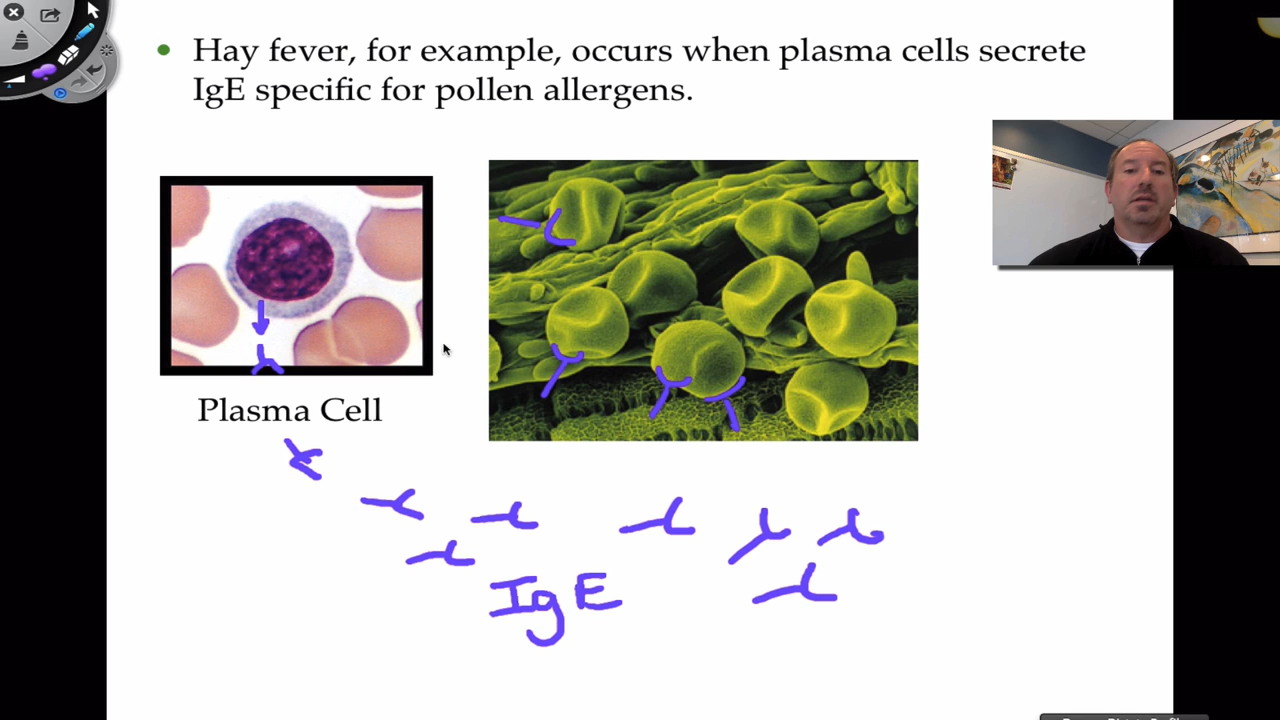 Hay fever, for example, occurs when plasma cells secrete
IgE specific for pollen allergens.
Plasma Cell
IgE